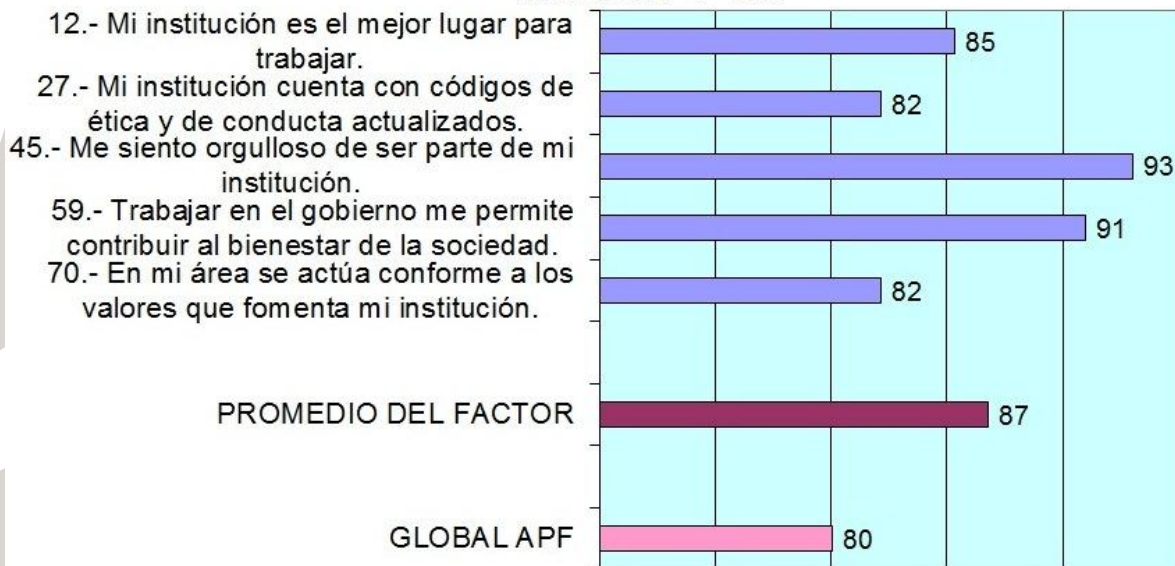 12.- Mi institución es el mejor lugar para
trabajar.
85
27.- Mi institución cuenta con códigos de
ética y de conducta actualizados.
82
45.- Me siento orgulloso de ser parte de mi
institución.
93
59.- Trabajar en el gobierno me permite
contribuir al bienestar de la sociedad.
91
70.- En mi área se actúa conforme a los
valores que fomenta mi institución.
82
PROMEDIO DEL FACTOR
87
GLOBAL APF
80